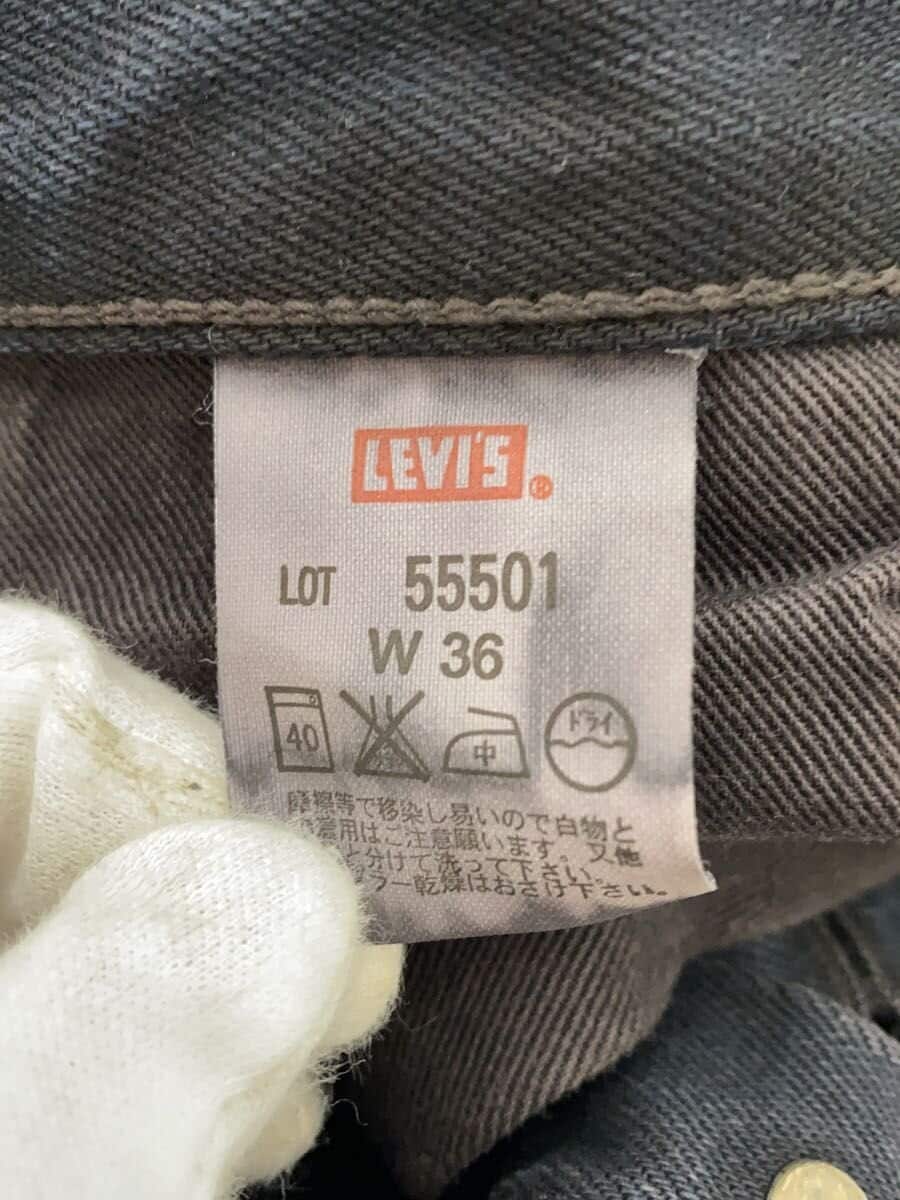 LEVI'S ®
LOT 55501
W 36
40 中 ドライ
摩擦等で移染し易いので白物と
着用はご注意願います。又他
と分けて洗って下さい。
ラー乾燥はおさけ下さい。